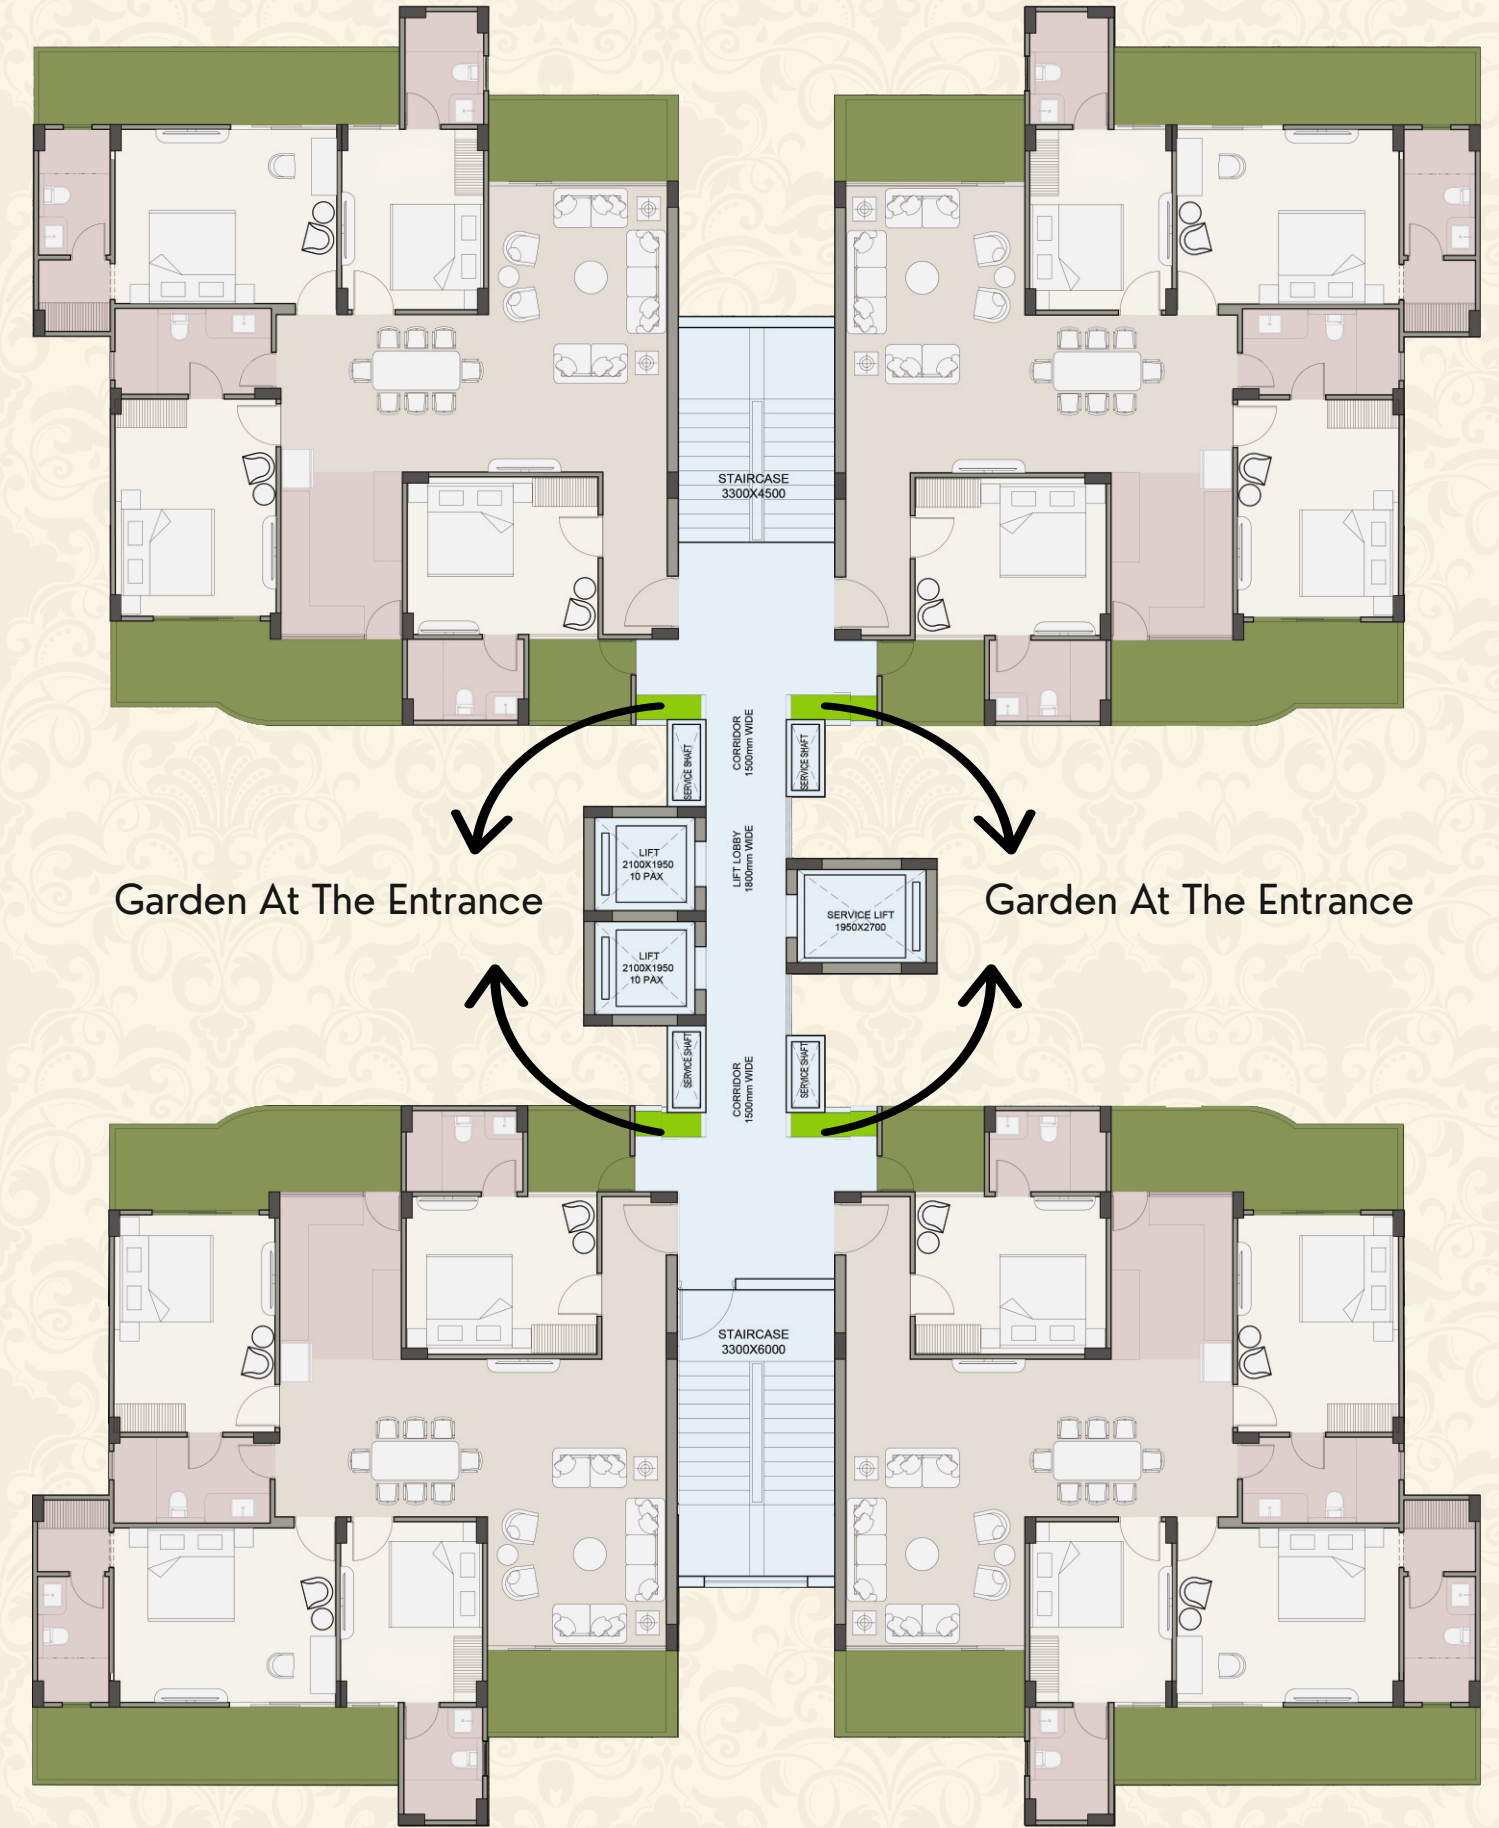 STAIRCASE
3300X4500
CORRIDOR
1500mm WIDE
SERVICE SHAFT
SERVICE SHAFT
LIFT
2100X1950
10 PAX
LIFT LOBBY
1800mm WIDE
Garden At The Entrance
Garden At The Entrance
SERVICE LIFT
1950X2700
LIFT
2100X1950
10 PAX
SERVICE SHAFT
SERVICE SHAFT
CORRIDOR
1500mm WIDE
STAIRCASE
3300X6000